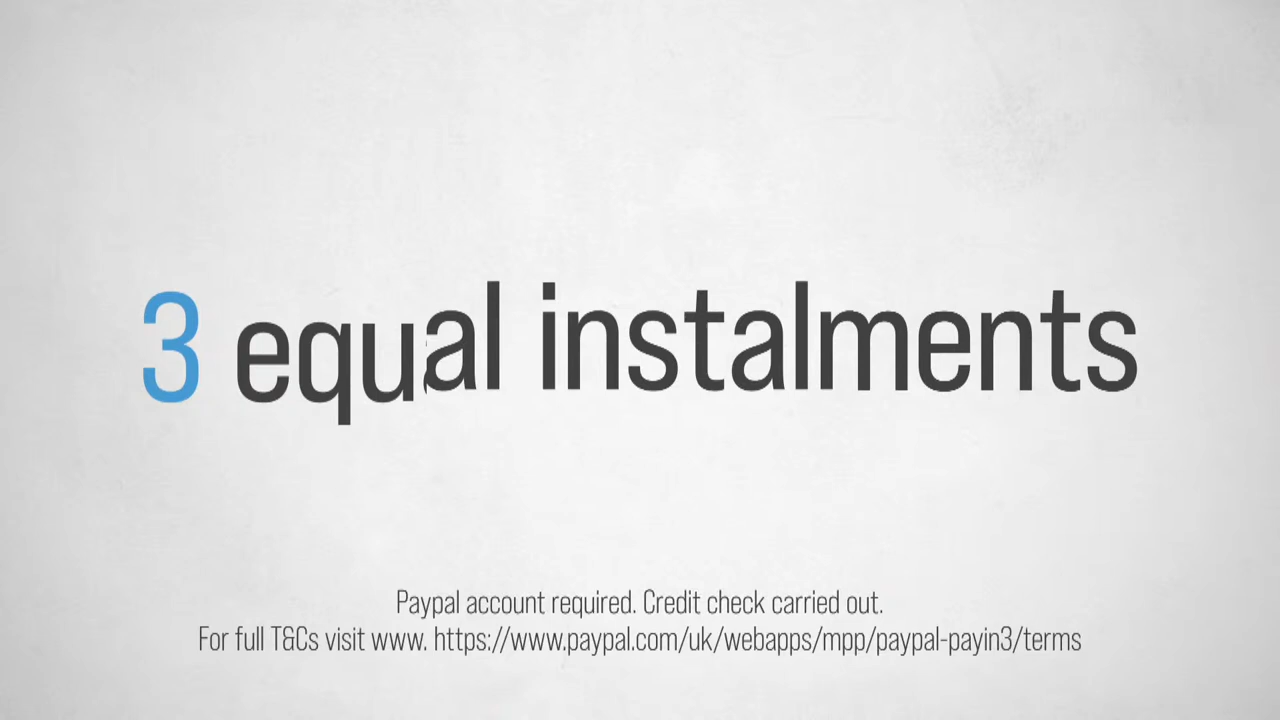 3 equal instalments
Paypal account required. Credit check carried out.
For full T&Cs visit www. https://www.paypal.com/uk/webapps/mpp/paypal-payin3/terms